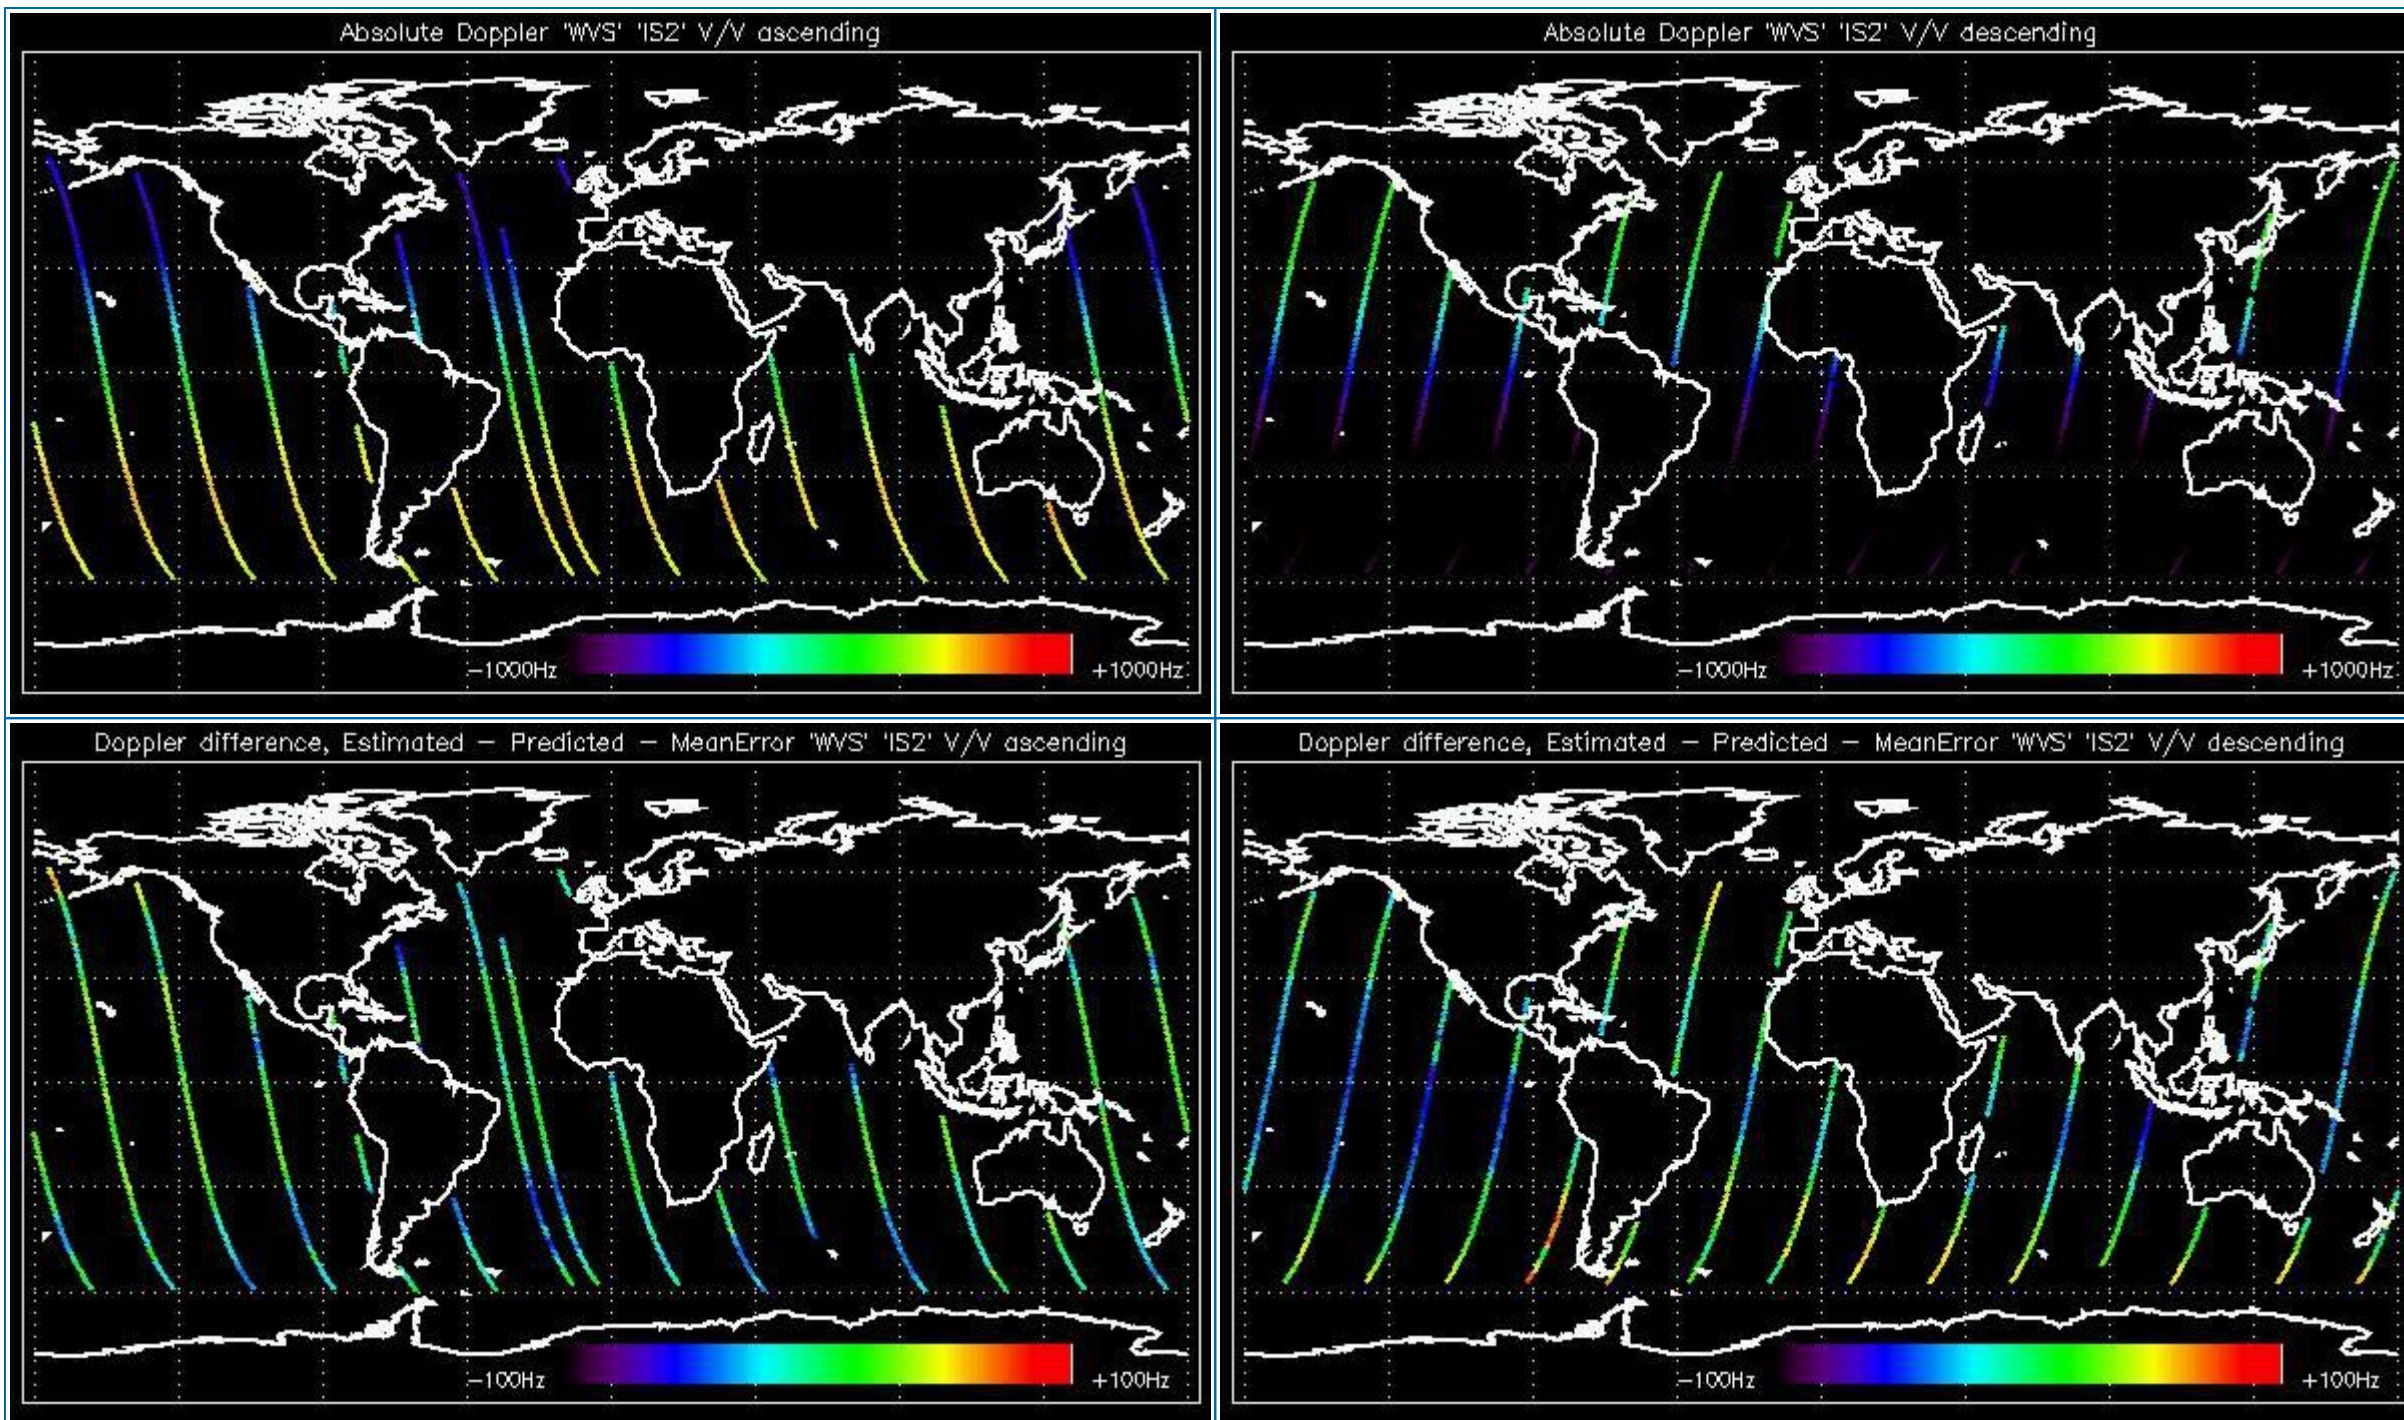 Absolute Doppler 'WVS' 'IS2' V/V ascending
-1000Hz
+1000Hz
Absolute Doppler 'WVS' 'IS2' V/V descending
-1000Hz
+1000Hz
Doppler difference, Estimated - Predicted - MeanError 'WVS' 'IS2' V/V ascending
-100Hz
+100Hz
Doppler difference, Estimated - Predicted - MeanError 'WVS' 'IS2' V/V descending
-100Hz
+100Hz